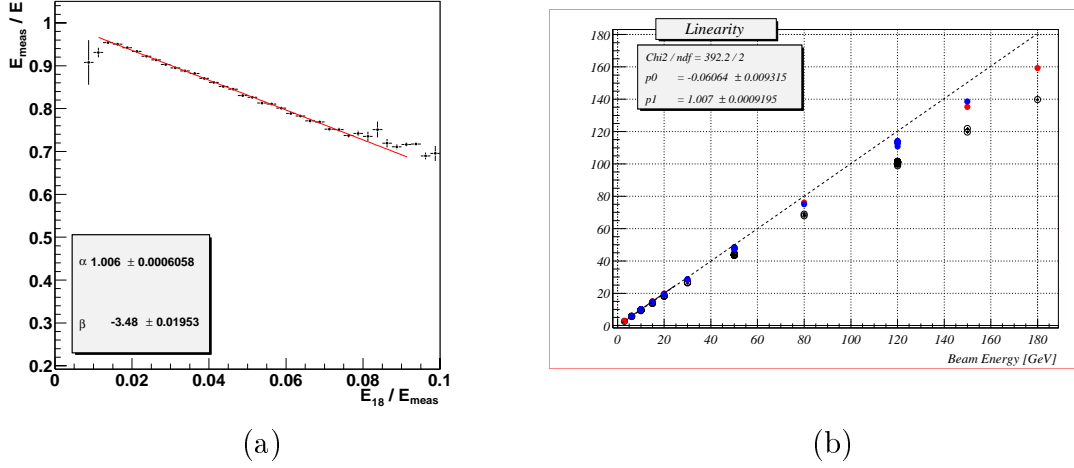 E_meas / E
1
0.9
0.8
0.7
0.6
0.5
0.4
0.3
0.2
α 1.006 ± 0.0006058
β -3.48 ± 0.01953
0 0.02 0.04 0.06 0.08 0.1
E_18 / E_meas
(a)
Linearity
Chi2 / ndf = 392.2 / 2
p0 = -0.06064 ± 0.009315
p1 = 1.007 ± 0.0009195
180
160
140
120
100
80
60
40
20
0
0 20 40 60 80 100 120 140 160 180
Beam Energy [GeV]
(b)